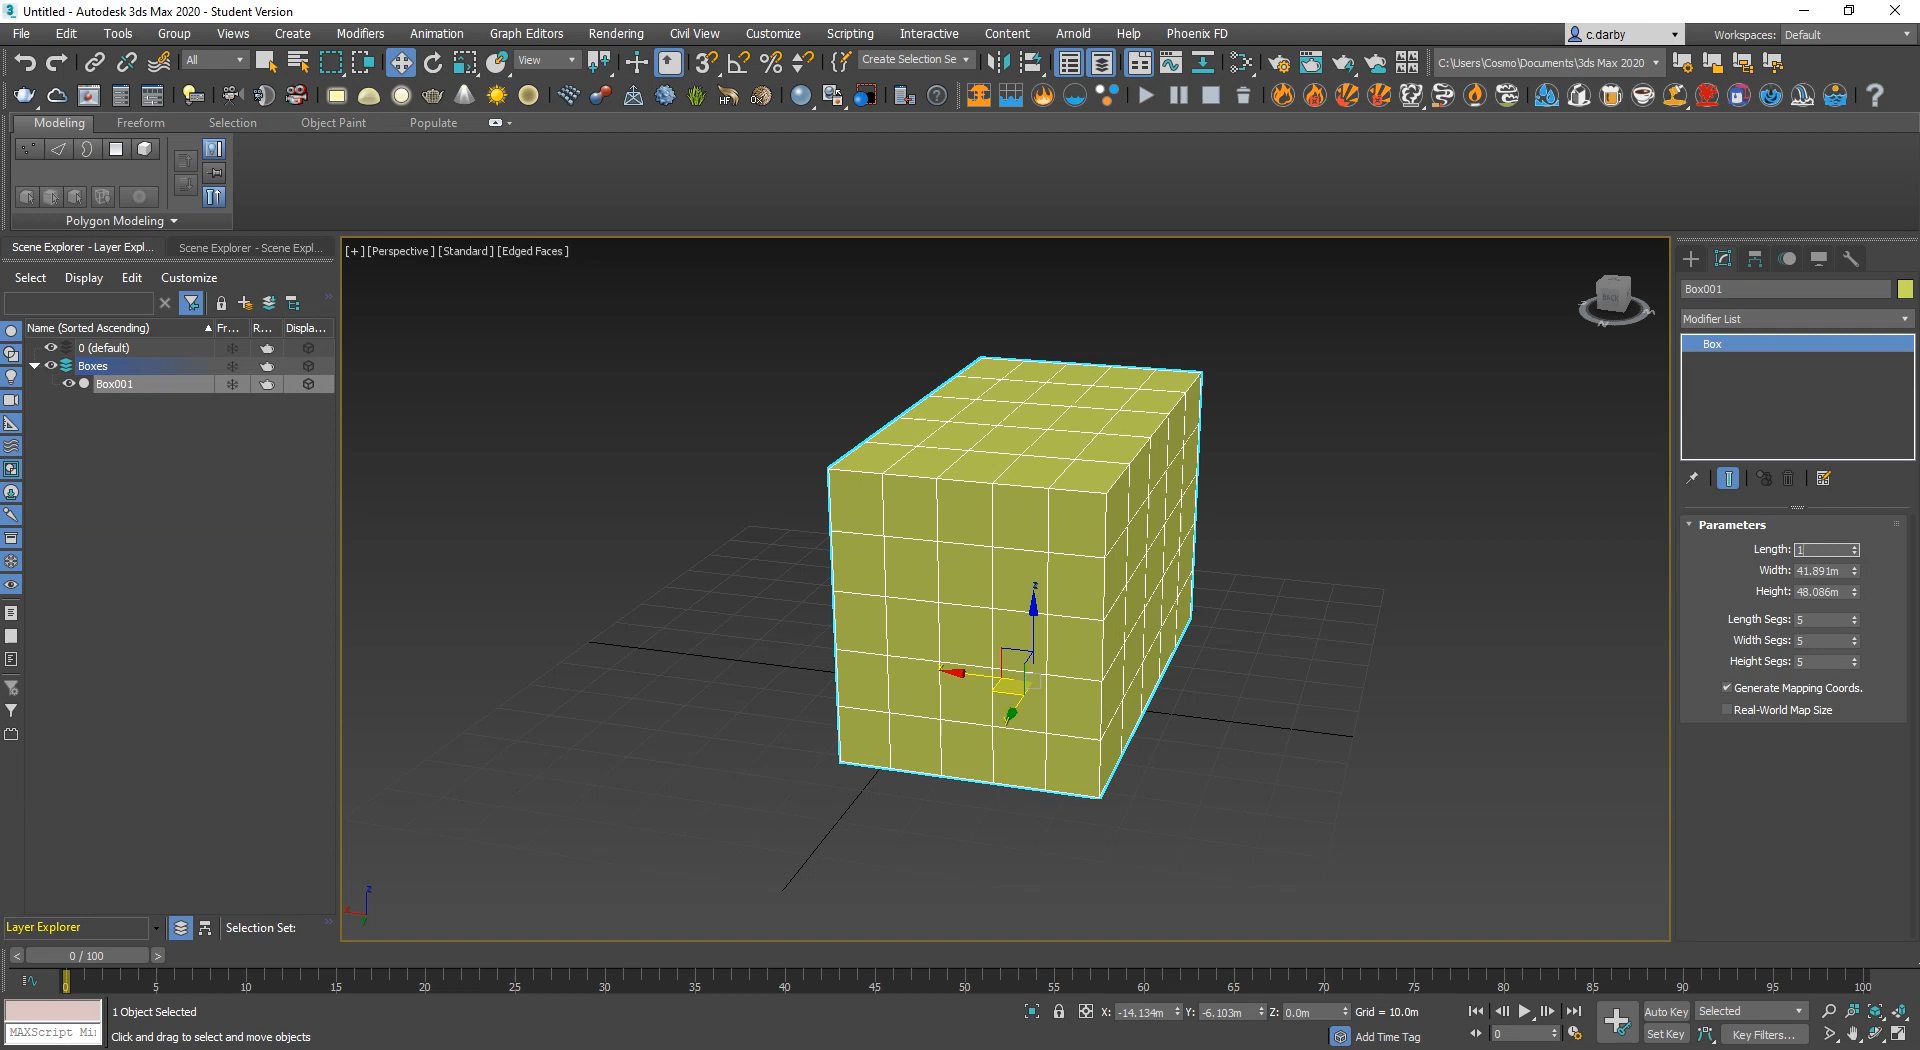 Untitled - Autodesk 3ds Max 2020 - Student Version
File Edit Tools Group Views Create Modifiers Animation Graph Editors Rendering Civil View Customize Scripting Interactive Content Arnold Help Phoenix FD
c.darby
Workspaces: Default
All
View
Create Selection Se
C:\Users\Cosmo\Documents\3ds Max 2020
HF
Modeling Freeform Selection Object Paint Populate
Polygon Modeling
Scene Explorer - Layer Expl...
Scene Explorer - Scene Expl...
Select Display Edit Customize
Name (Sorted Ascending) Fr... R... Displa...
0 (default)
Boxes
Box001
[+] [Perspective] [Standard] [Edged Faces]
BACK
z
z
x
y
Box001
Modifier List
Box
Parameters
Length: 1
Width: 41.891m
Height: 48.086m
Length Segs: 5
Width Segs: 5
Height Segs: 5
Generate Mapping Coords.
Real-World Map Size
Layer Explorer
Selection Set:
< 0 / 100 >
0 5 10 15 20 25 30 35 40 45 50 55 60 65 70 75 80 85 90 95 100
1 Object Selected
MAXScript Mi
Click and drag to select and move objects
X: -14.134m Y: -6.103m Z: 0.0m Grid = 10.0m
Add Time Tag
0
Auto Key Selected
Set Key Key Filters...